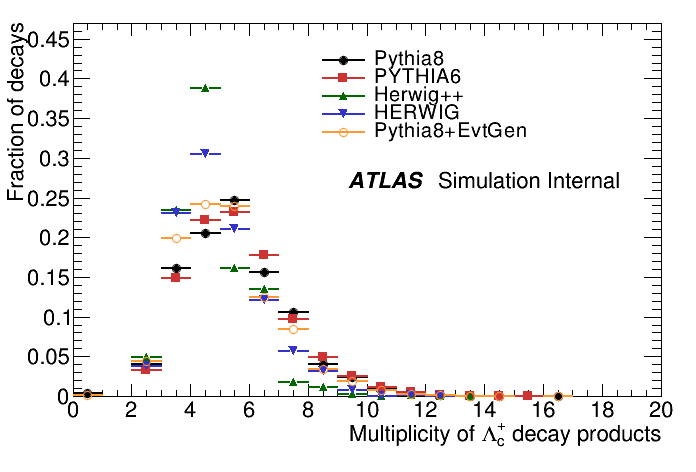 Fraction of decays
0.45
0.4
0.35
0.3
0.25
0.2
0.15
0.1
0.05
0
Pythia8
PYTHIA6
Herwig++
HERWIG
Pythia8+EvtGen
ATLAS Simulation Internal
0 2 4 6 8 10 12 14 16 18 20
Multiplicity of Λ_c^+ decay products